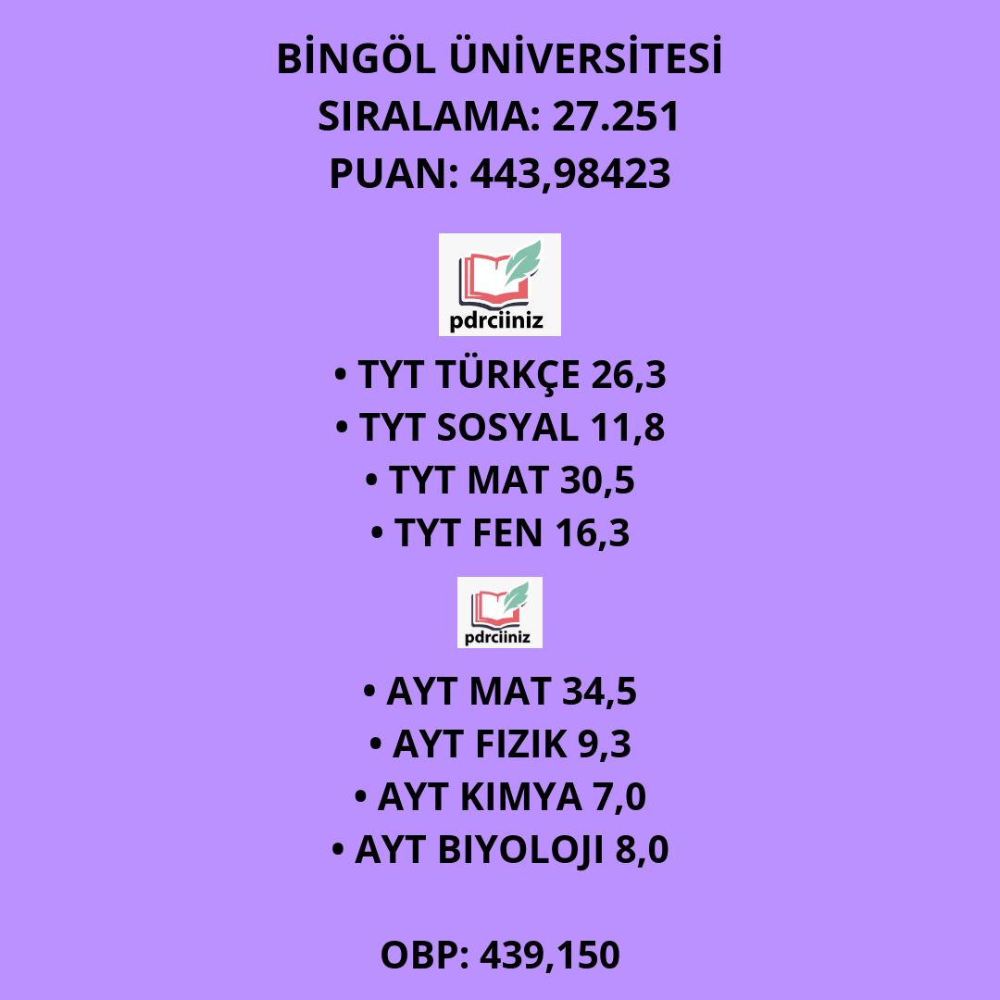 BİNGÖL ÜNİVERSİTESİ
SIRALAMA: 27.251
PUAN: 443,98423
pdrciiniz
• TYT TÜRKÇE 26,3
• TYT SOSYAL 11,8
• TYT MAT 30,5
• TYT FEN 16,3
pdrciiniz
• AYT MAT 34,5
• AYT FIZIK 9,3
• AYT KIMYA 7,0
• AYT BIYOLOJI 8,0
OBP: 439,150